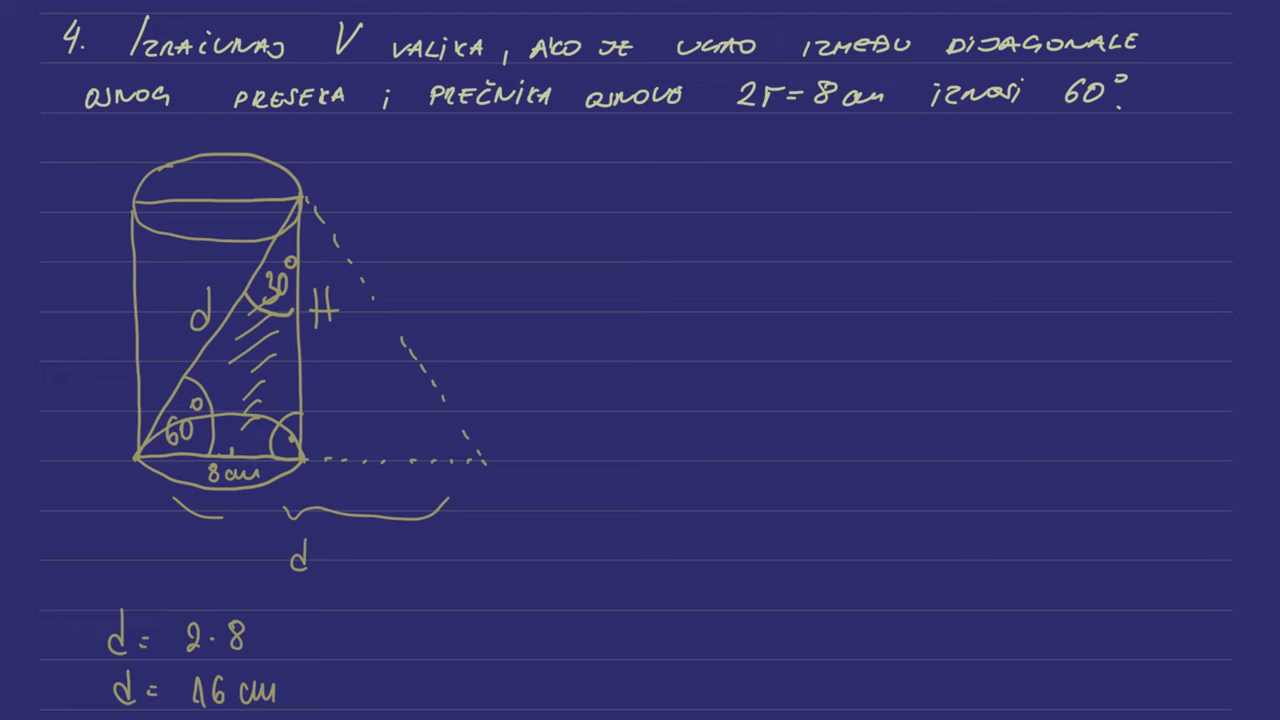 4. IZRAČUNAJ V VALJKA, AKO JE UGAO IZMEĐU DIJAGONALE
OSNOG PRESEKA I PREČNIKA OSNOVE 2r = 8 cm IZNOSI 60°?
30°
d
H
60°
8 cm
d
d = 2 · 8
d = 16 cm